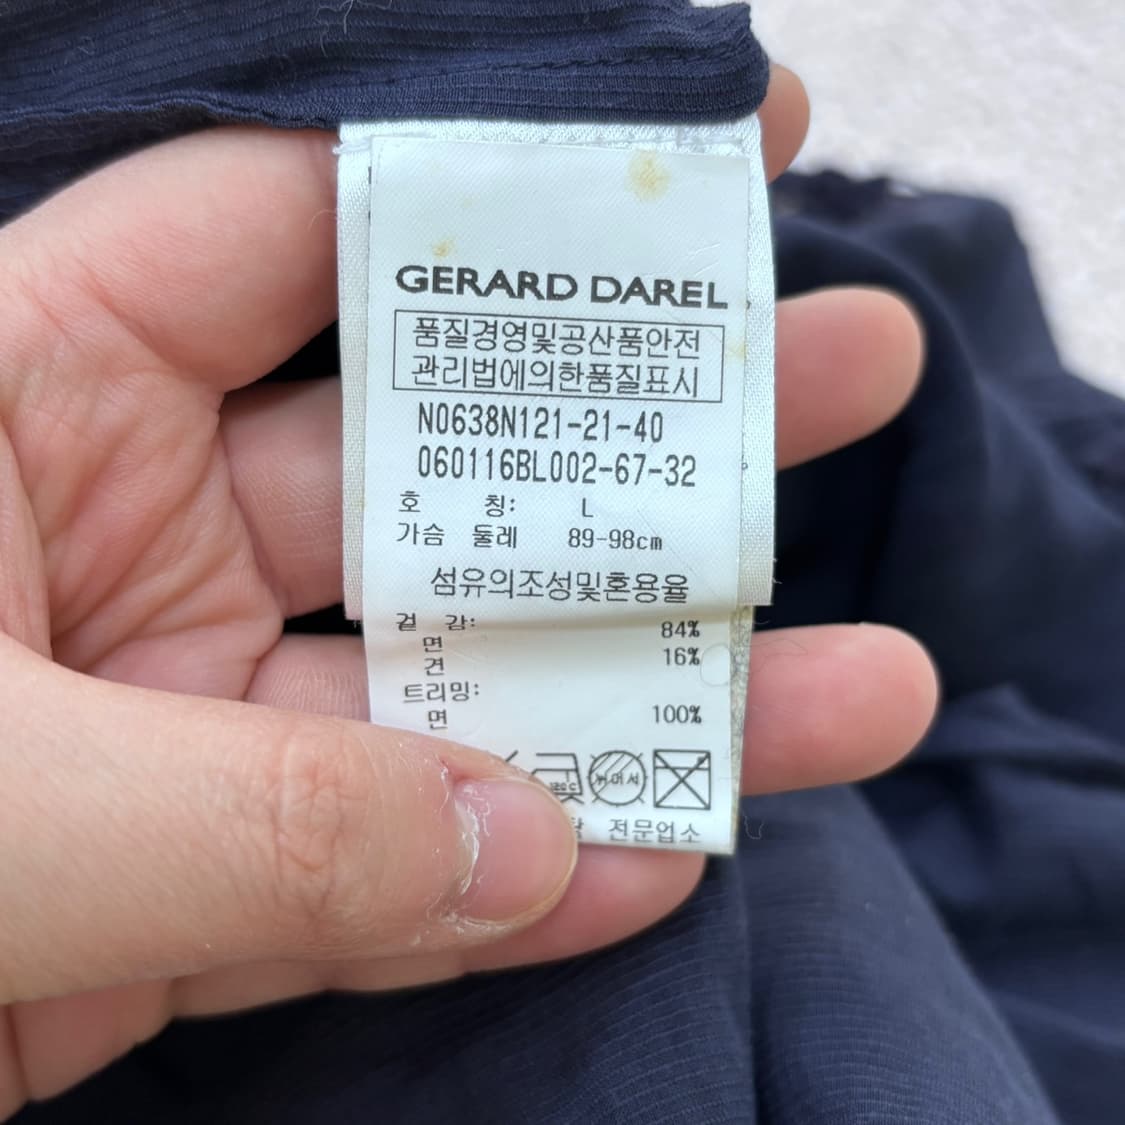 GERARD DAREL
품질경영및공산품안전
관리법에의한품질표시
N0638N121-21-40
060116BL002-67-32
호 칭: L
가슴 둘레 89-98cm
섬유의조성및혼용율
겉 감:
면 84%
견 16%
트리밍:
면 100%
뉘어서
전문업소